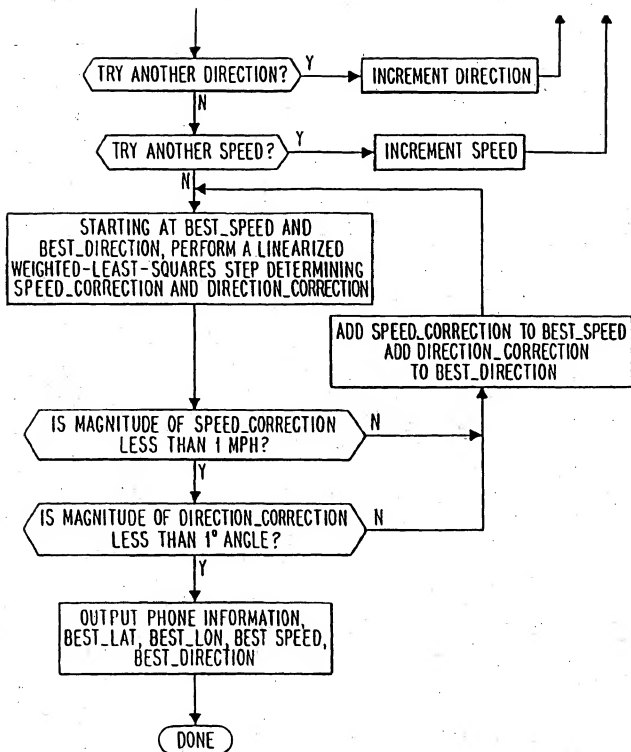 TRY ANOTHER DIRECTION?
Y
INCREMENT DIRECTION
N
TRY ANOTHER SPEED?
Y
INCREMENT SPEED
N
STARTING AT BEST_SPEED AND
BEST_DIRECTION, PERFORM A LINEARIZED
WEIGHTED-LEAST-SQUARES STEP DETERMINING
SPEED_CORRECTION AND DIRECTION_CORRECTION
ADD SPEED_CORRECTION TO BEST_SPEED
ADD DIRECTION_CORRECTION
TO BEST_DIRECTION
IS MAGNITUDE OF SPEED_CORRECTION
LESS THAN 1 MPH?
N
Y
IS MAGNITUDE OF DIRECTION_CORRECTION
LESS THAN 1° ANGLE?
N
Y
OUTPUT PHONE INFORMATION,
BEST_LAT, BEST_LON, BEST SPEED,
BEST_DIRECTION
DONE